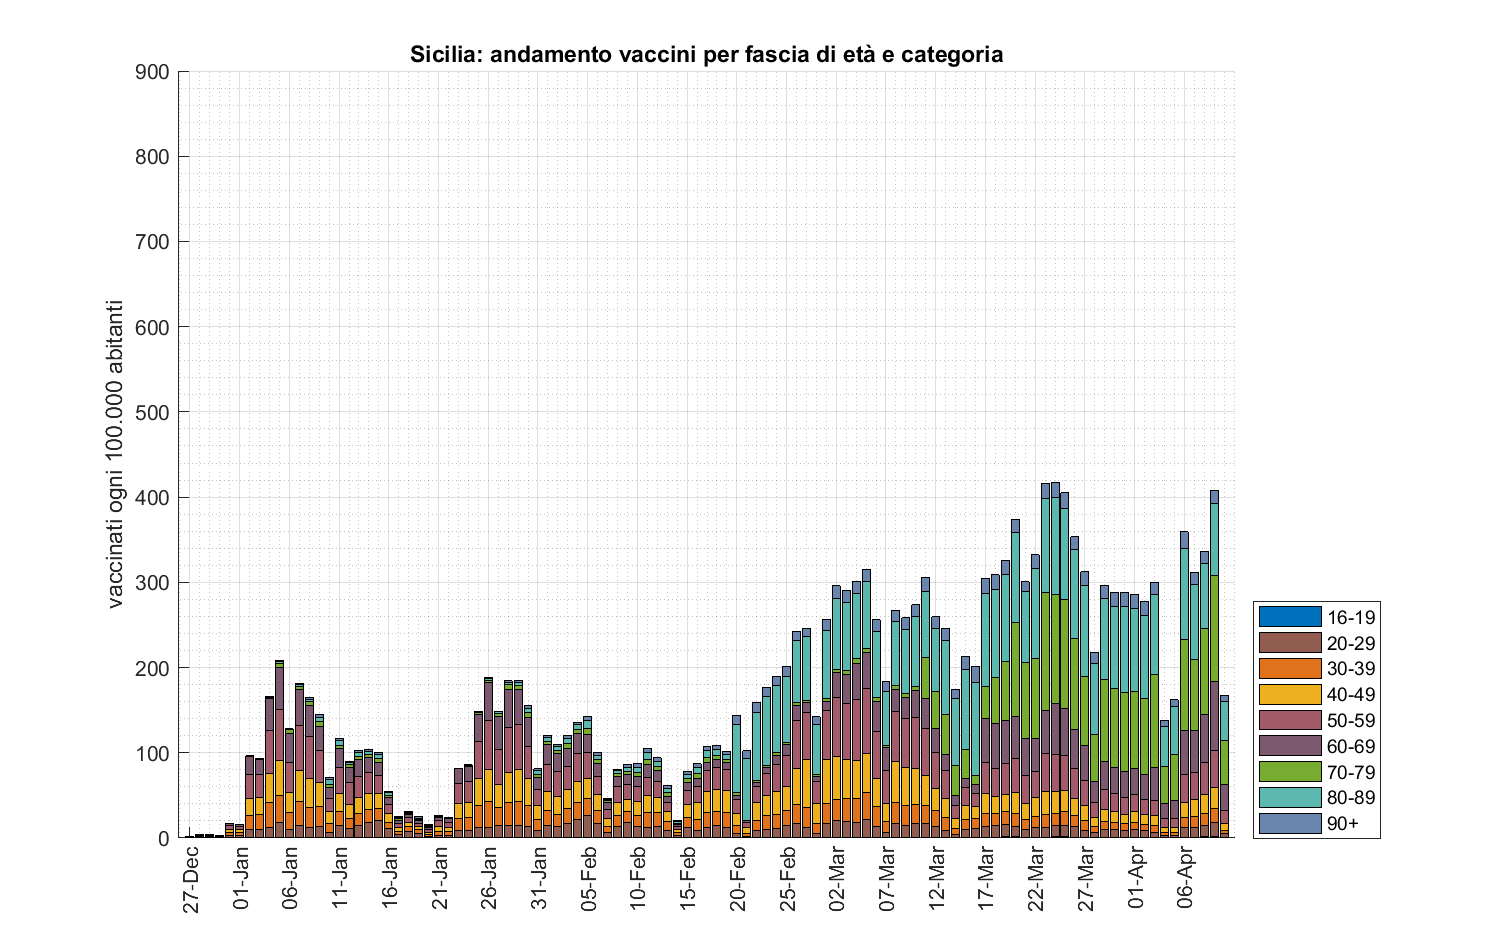 Sicilia: andamento vaccini per fascia di età e categoria
vaccinati ogni 100.000 abitanti
900
800
700
600
500
400
300
200
100
0
27-Dec
01-Jan
06-Jan
11-Jan
16-Jan
21-Jan
26-Jan
31-Jan
05-Feb
10-Feb
15-Feb
20-Feb
25-Feb
02-Mar
07-Mar
12-Mar
17-Mar
22-Mar
27-Mar
01-Apr
06-Apr
16-19
20-29
30-39
40-49
50-59
60-69
70-79
80-89
90+